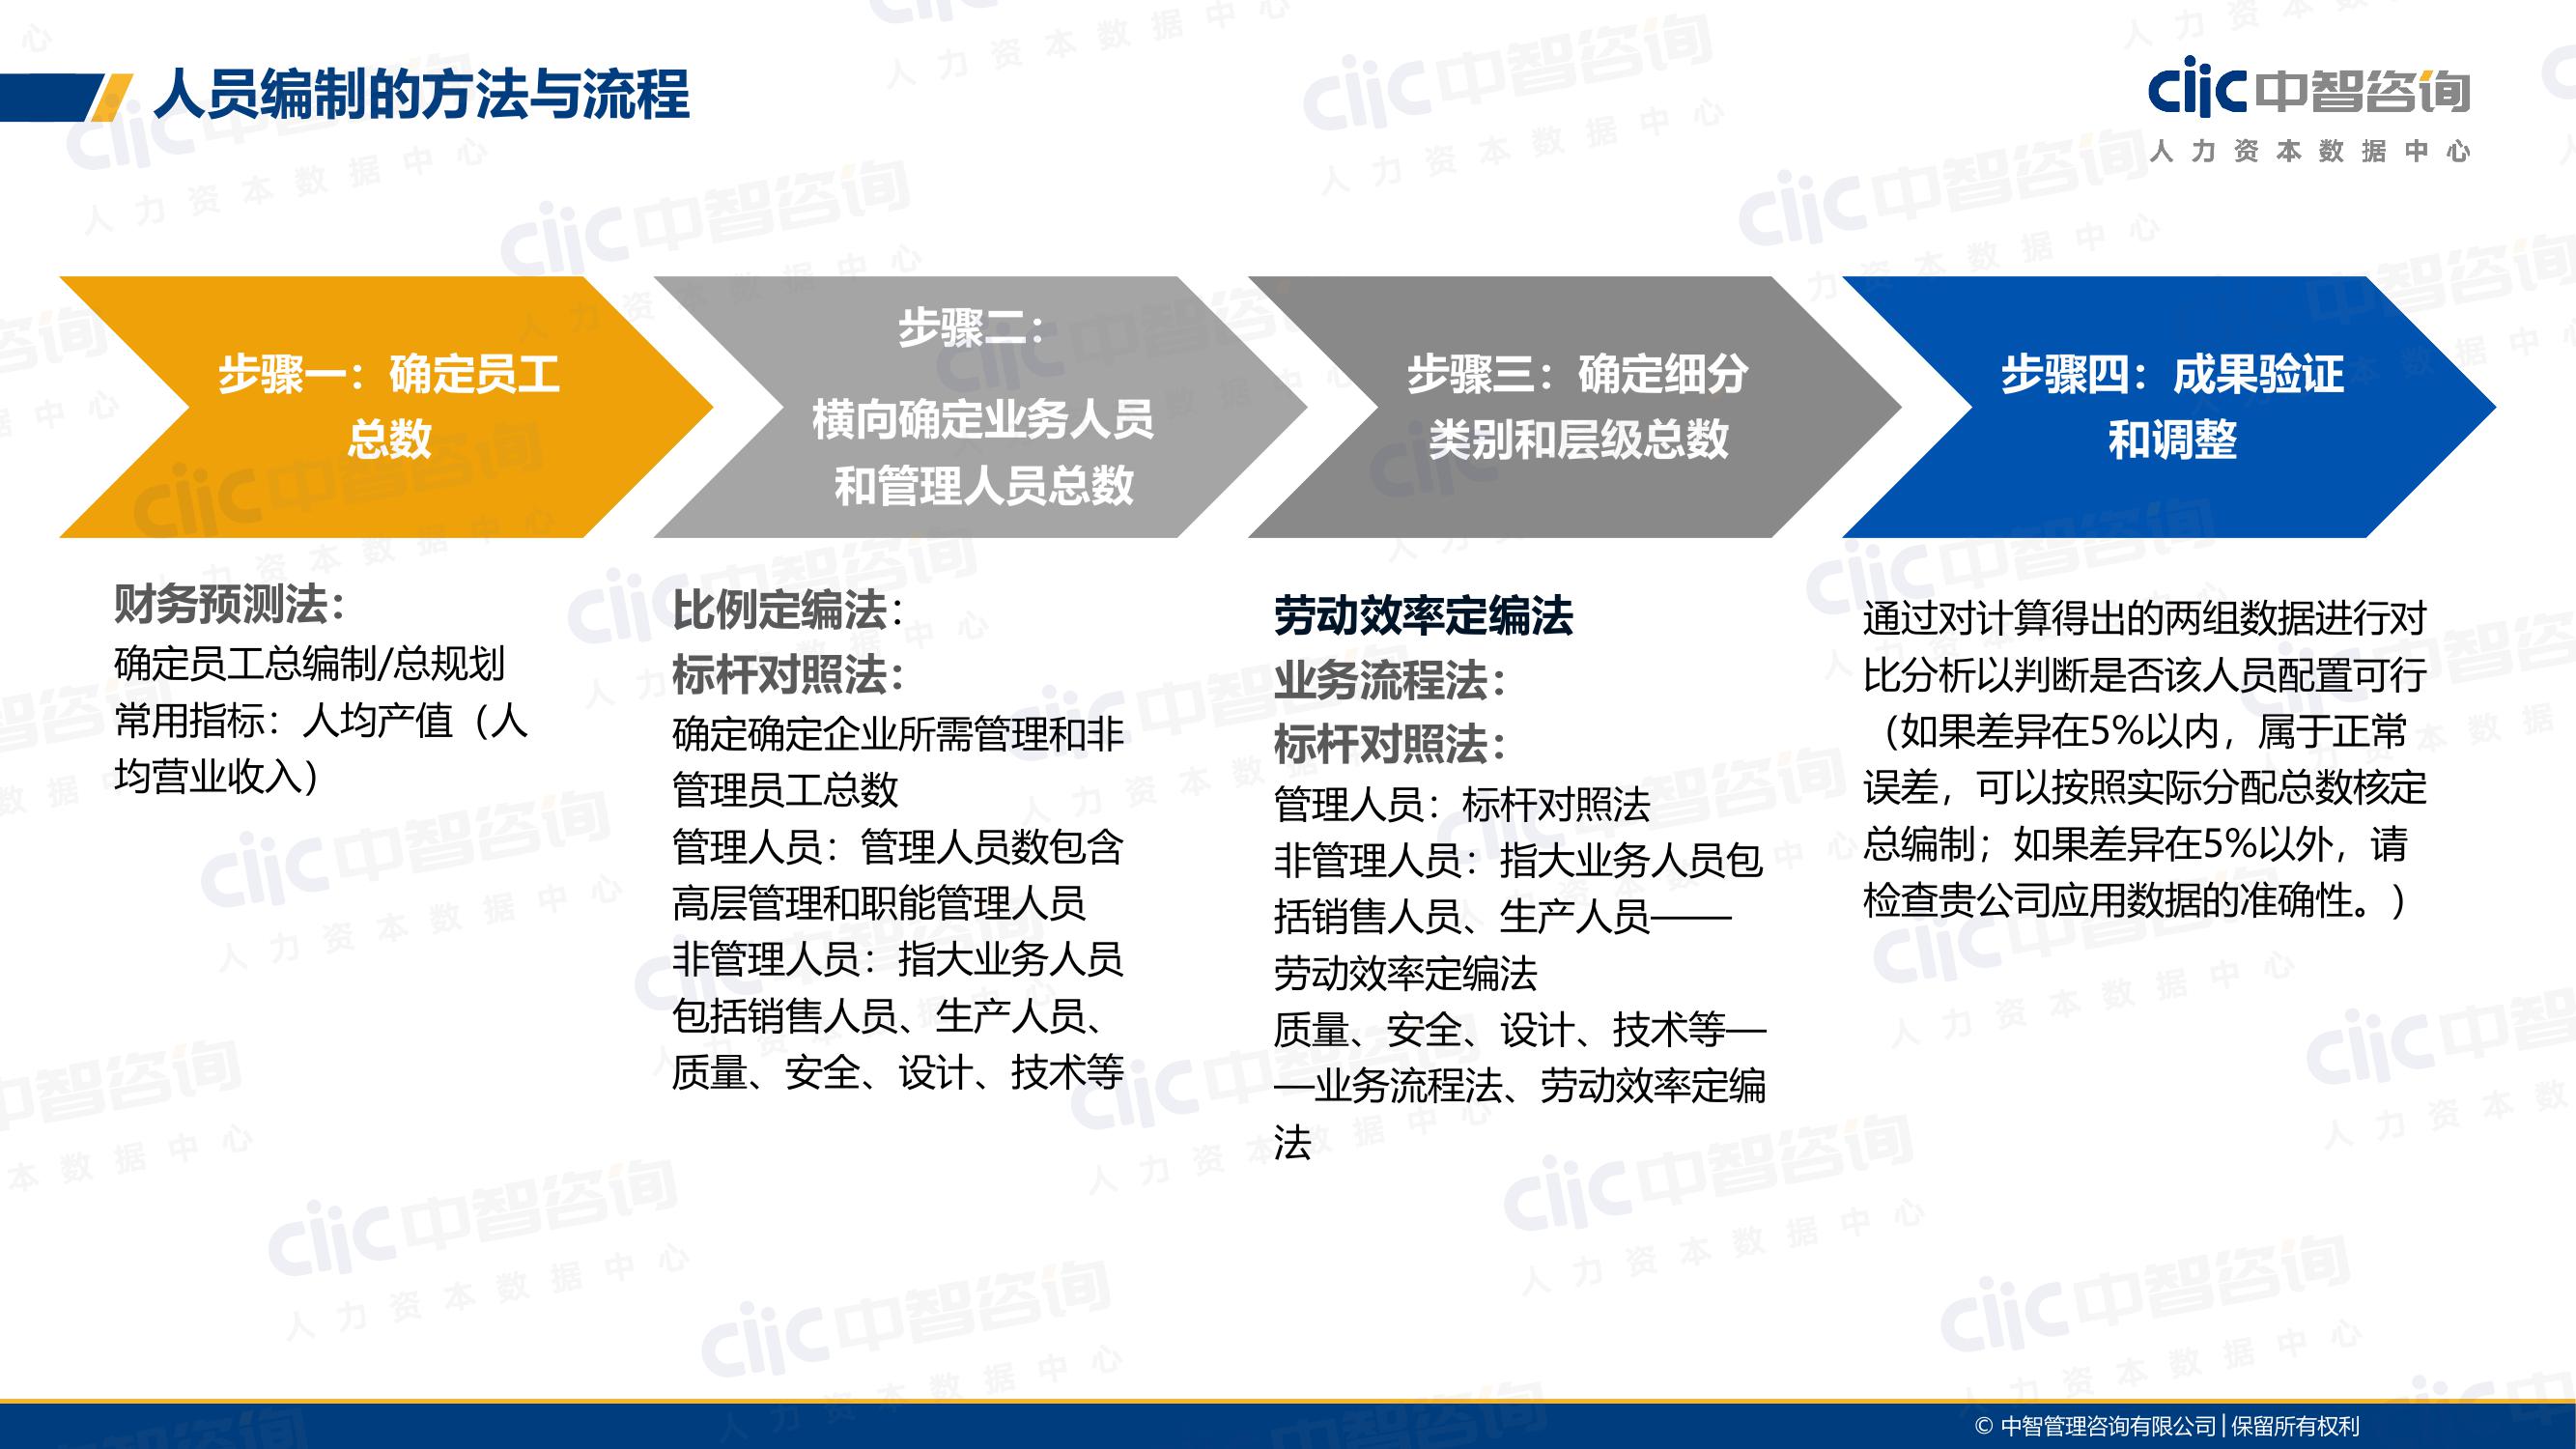 人员编制的方法与流程
ciic中智咨询
人力资本数据中心
步骤一：确定员工
总数
步骤二：
横向确定业务人员
和管理人员总数
步骤三：确定细分
类别和层级总数
步骤四：成果验证
和调整
财务预测法：
确定员工总编制/总规划
常用指标：人均产值（人
均营业收入）
比例定编法：
标杆对照法：
确定确定企业所需管理和非
管理员工总数
管理人员：管理人员数包含
高层管理和职能管理人员
非管理人员：指大业务人员
包括销售人员、生产人员、
质量、安全、设计、技术等
劳动效率定编法
业务流程法：
标杆对照法：
管理人员：标杆对照法
非管理人员：指大业务人员包
括销售人员、生产人员——
劳动效率定编法
质量、安全、设计、技术等—
—业务流程法、劳动效率定编
法
通过对计算得出的两组数据进行对
比分析以判断是否该人员配置可行
（如果差异在5%以内，属于正常
误差，可以按照实际分配总数核定
总编制；如果差异在5%以外，请
检查贵公司应用数据的准确性。）
© 中智管理咨询有限公司|保留所有权利